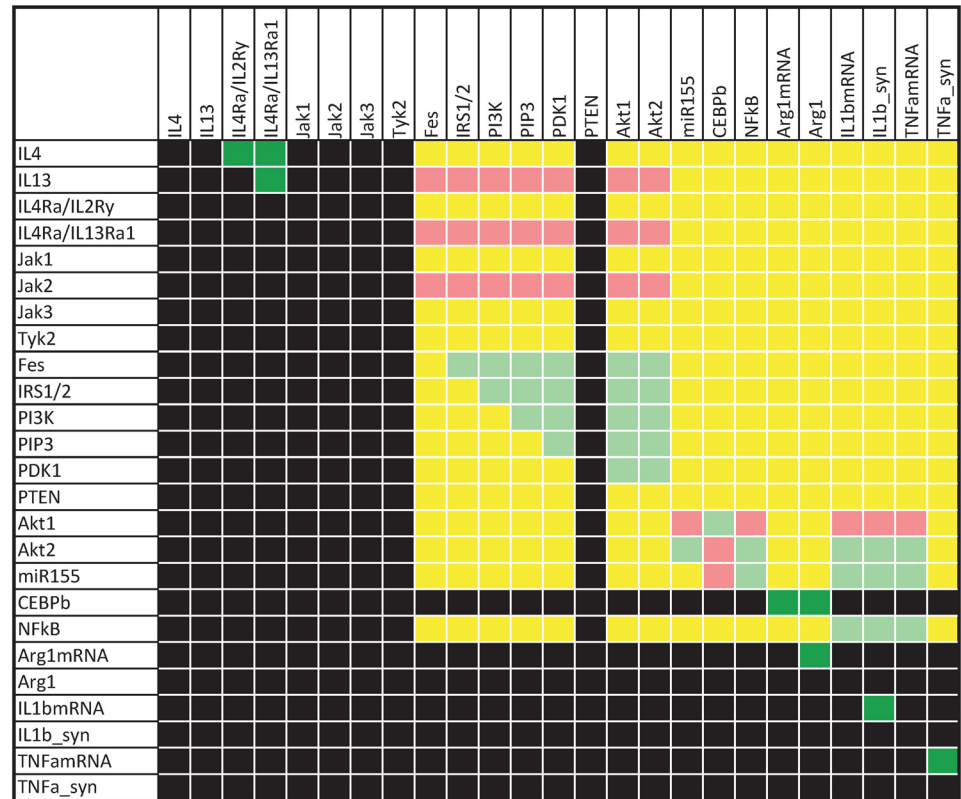 IL4
IL13
IL4Ra/IL2Ry
IL4Ra/IL13Ra1
Jak1
Jak2
Jak3
Tyk2
Fes
IRS1/2
PI3K
PIP3
PDK1
PTEN
Akt1
Akt2
miR155
CEBPb
NFkB
Arg1mRNA
Arg1
IL1bmRNA
IL1b_syn
TNFamRNA
TNFa_syn
IL4
IL13
IL4Ra/IL2Ry
IL4Ra/IL13Ra1
Jak1
Jak2
Jak3
Tyk2
Fes
IRS1/2
PI3K
PIP3
PDK1
PTEN
Akt1
Akt2
miR155
CEBPb
NFkB
Arg1mRNA
Arg1
IL1bmRNA
IL1b_syn
TNFamRNA
TNFa_syn